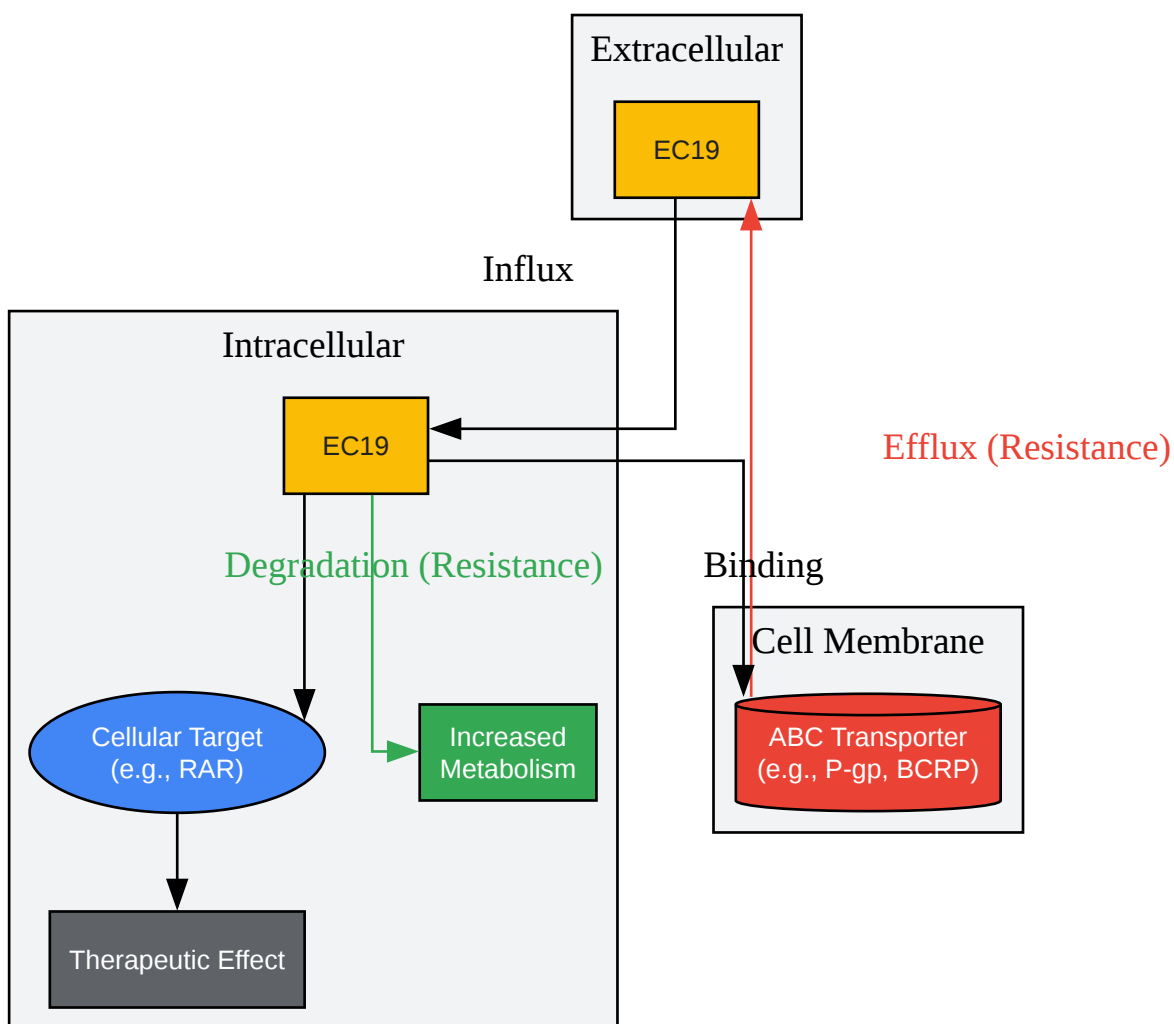 Extracellular
EC19
Influx
Intracellular
EC19
Efflux (Resistance)
Degradation (Resistance)
Binding
Cell Membrane
Cellular Target
(e.g., RAR)
Increased
Metabolism
ABC Transporter
(e.g., P-gp, BCRP)
Therapeutic Effect